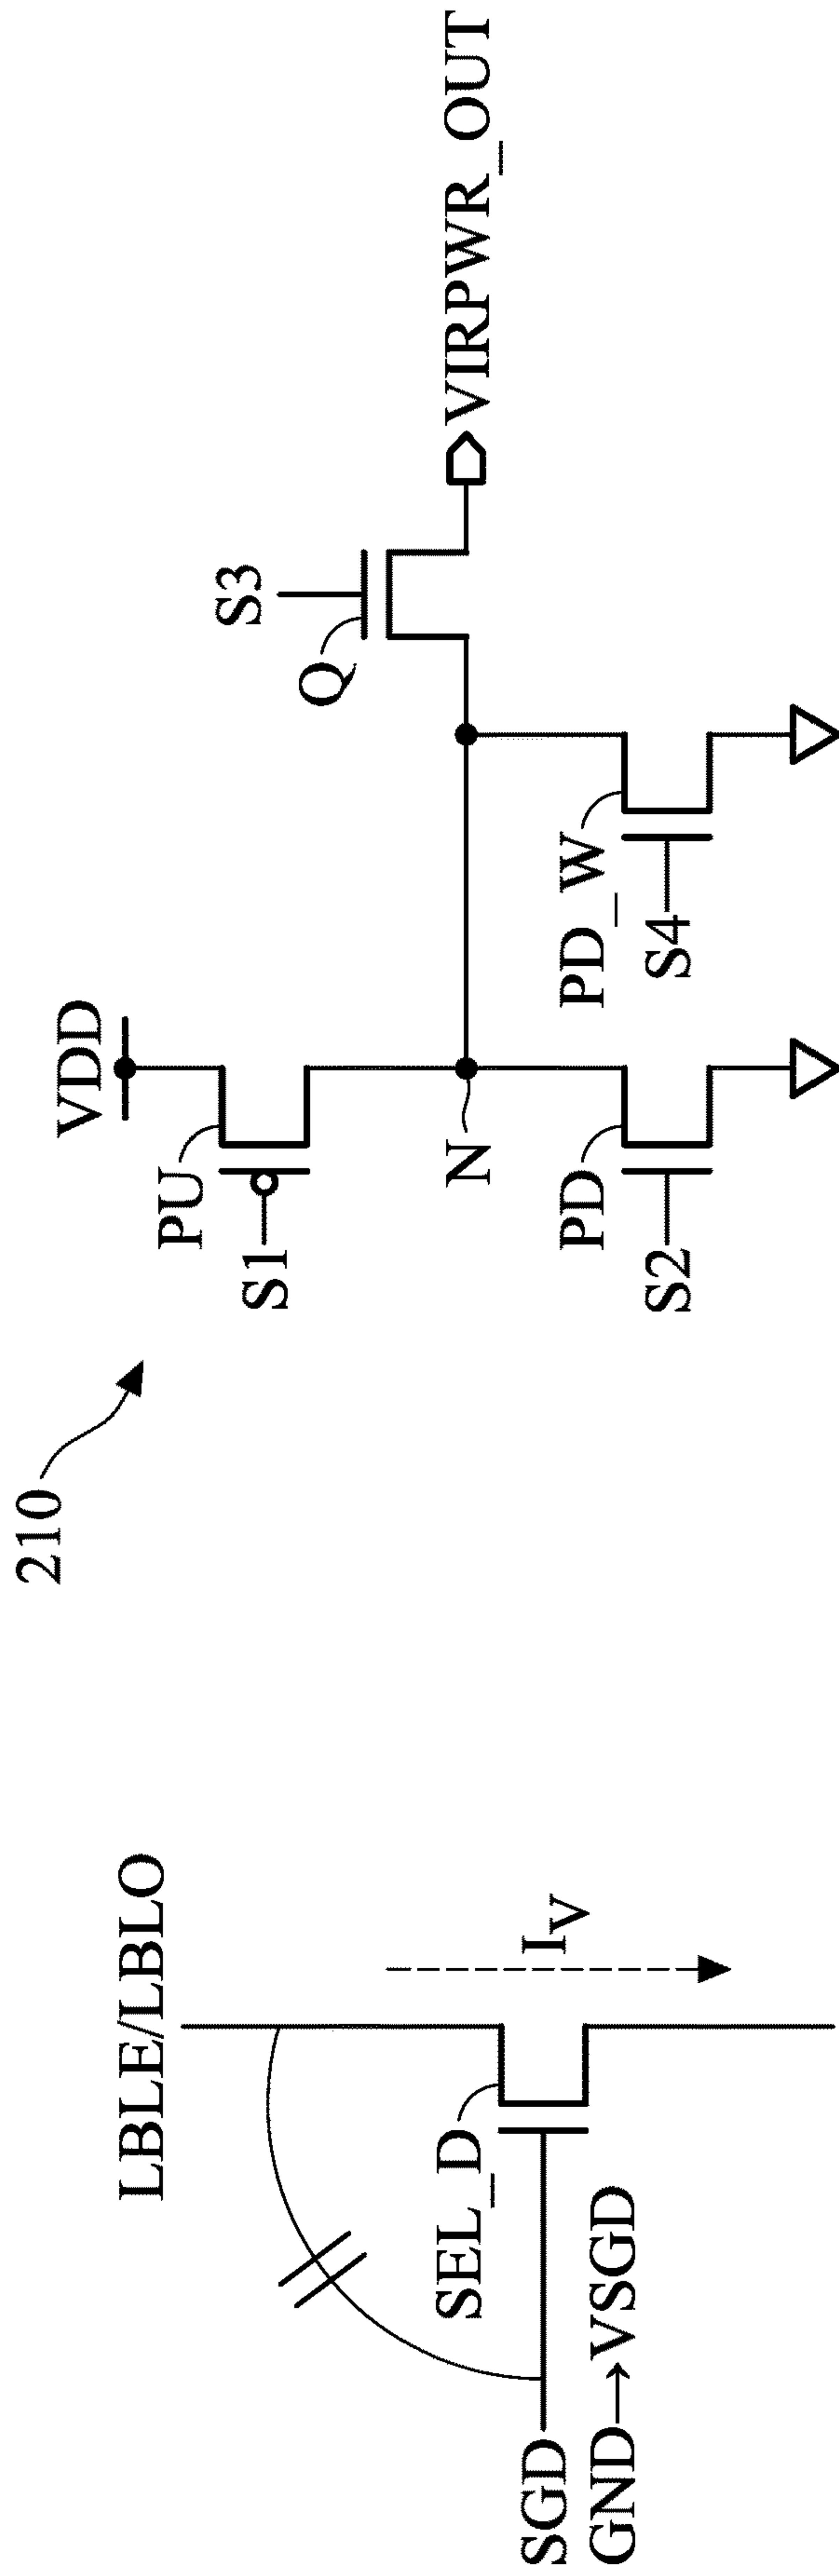 LBLE/LBLO
SEL_D
I_V
SGD
GND→VSGD
210
VDD
PU
S1
S3
Q
VIRPWR_OUT
N
PD
S2
PD_W
S4